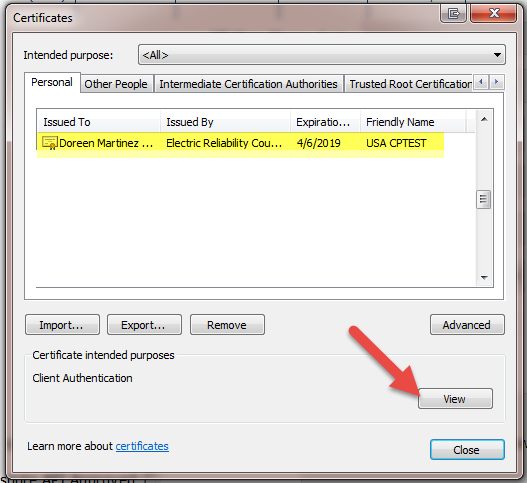 Certificates
Intended purpose: <All>
Personal Other People Intermediate Certification Authorities Trusted Root Certification
Issued To Issued By Expiratio... Friendly Name
Doreen Martinez ... Electric Reliability Cou... 4/6/2019 USA CPTEST
Import... Export... Remove Advanced
Certificate intended purposes
Client Authentication
View
Learn more about certificates
Close